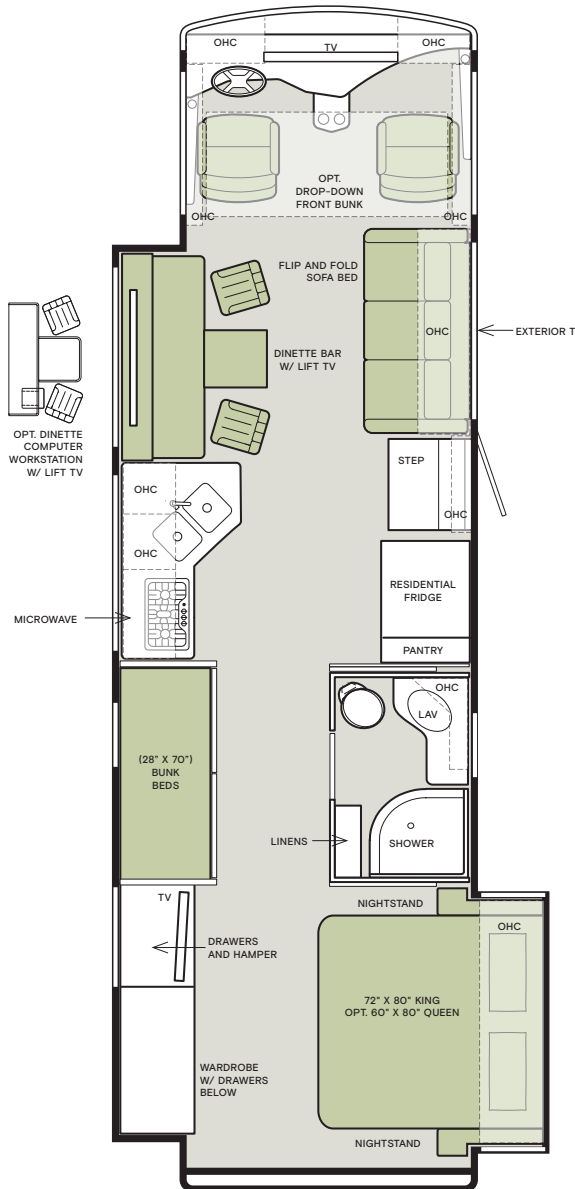 OHC
TV
OHC
OPT.
DROP-DOWN
FRONT BUNK
OHC
OHC
FLIP AND FOLD
SOFA BED
OHC
EXTERIOR T
DINETTE BAR
W/ LIFT TV
OPT. DINETTE
COMPUTER
WORKSTATION
W/ LIFT TV
STEP
OHC
OHC
OHC
RESIDENTIAL
FRIDGE
MICROWAVE
PANTRY
OHC
LAV
(28" X 70")
BUNK
BEDS
LINENS
SHOWER
TV
NIGHTSTAND
OHC
DRAWERS
AND HAMPER
72" X 80" KING
OPT. 60" X 80" QUEEN
WARDROBE
W/ DRAWERS
BELOW
NIGHTSTAND